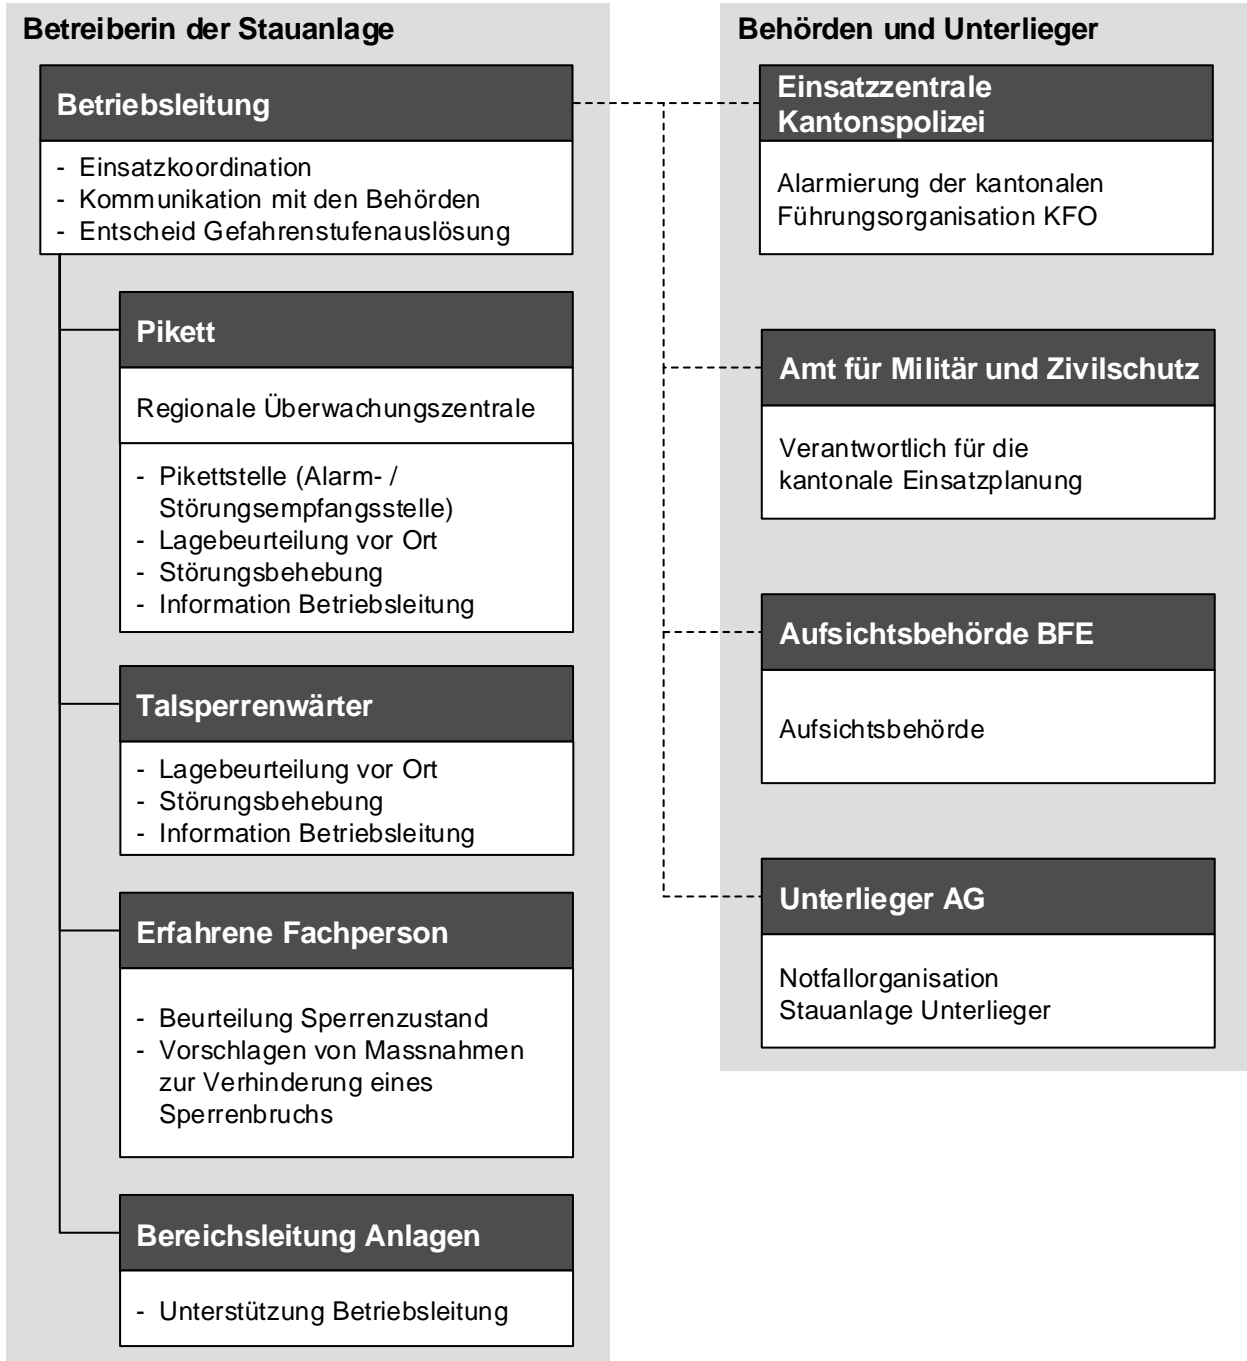 Betreiberin der Stauanlage
Betriebsleitung
- Einsatzkoordination
- Kommunikation mit den Behörden
- Entscheid Gefahrenstufenauslösung
Pikett
Regionale Überwachungszentrale
- Pikettstelle (Alarm- /
Störungsempfangsstelle)
- Lagebeurteilung vor Ort
- Störungsbehebung
- Information Betriebsleitung
Talsperrenwärter
- Lagebeurteilung vor Ort
- Störungsbehebung
- Information Betriebsleitung
Erfahrene Fachperson
- Beurteilung Sperrenzustand
- Vorschlagen von Massnahmen
zur Verhinderung eines
Sperrenbruchs
Bereichsleitung Anlagen
- Unterstützung Betriebsleitung
Behörden und Unterlieger
Einsatzzentrale
Kantonspolizei
Alarmierung der kantonalen
Führungsorganisation KFO
Amt für Militär und Zivilschutz
Verantwortlich für die
kantonale Einsatzplanung
Aufsichtsbehörde BFE
Aufsichtsbehörde
Unterlieger AG
Notfallorganisation
Stauanlage Unterlieger